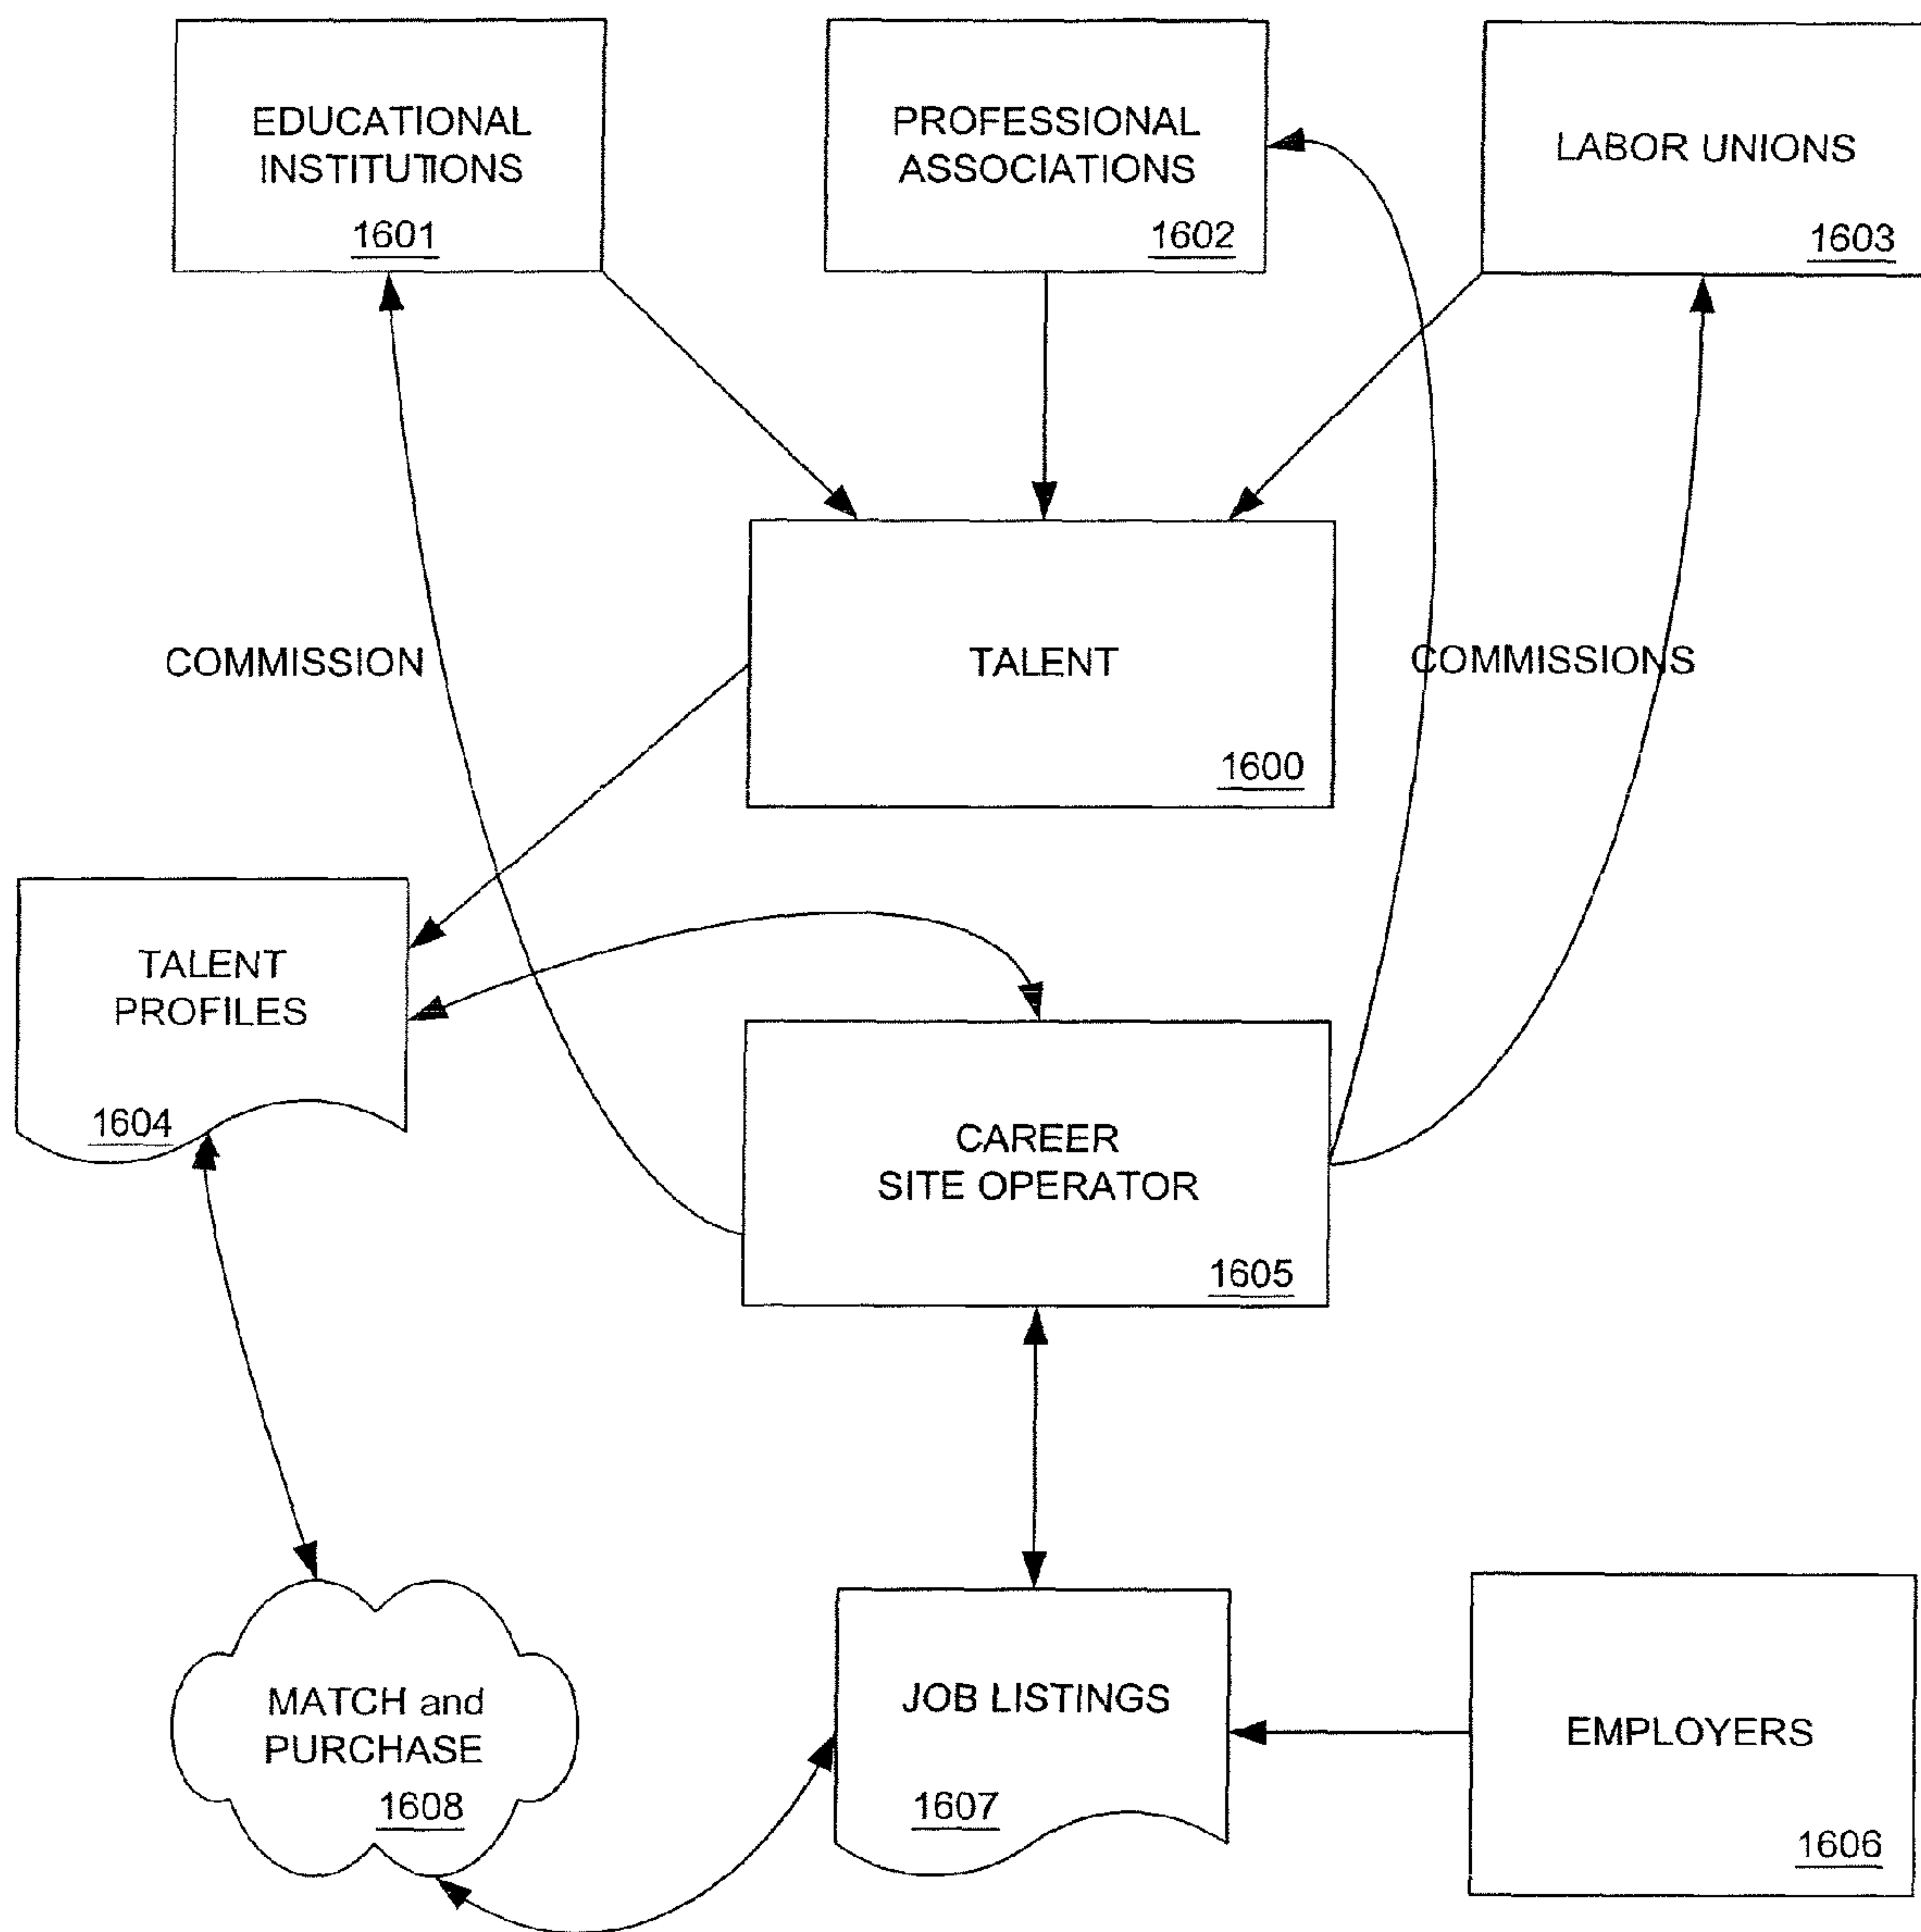 EDUCATIONAL
INSTITUTIONS
1601
PROFESSIONAL
ASSOCIATIONS
1602
LABOR UNIONS
1603
COMMISSION
TALENT
1600
COMMISSIONS
TALENT
PROFILES
1604
CAREER
SITE OPERATOR
1605
MATCH and
PURCHASE
1608
JOB LISTINGS
1607
EMPLOYERS
1606